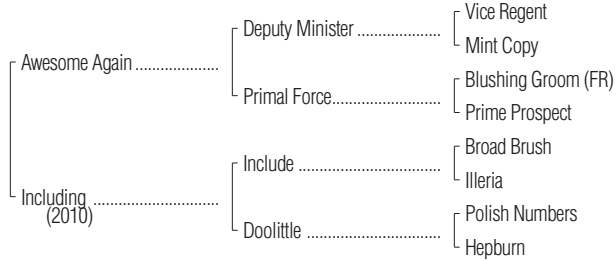 Vice Regent
Deputy Minister
Mint Copy
Awesome Again
Blushing Groom (FR)
Primal Force
Prime Prospect
Broad Brush
Include
Illeria
Including
(2010)
Polish Numbers
Doolittle
Hepburn